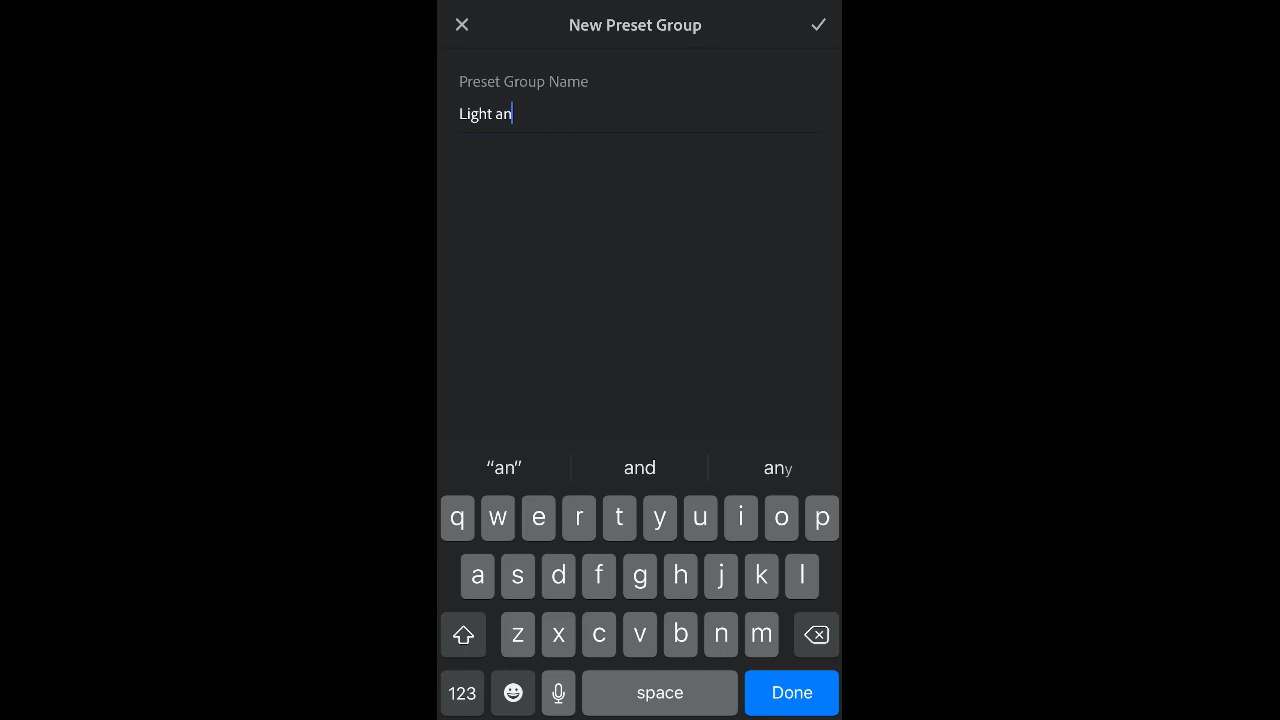 New Preset Group
Preset Group Name
Light an
“an” and any
q w e r t y u i o p
a s d f g h j k l
z x c v b n m
123 space Done